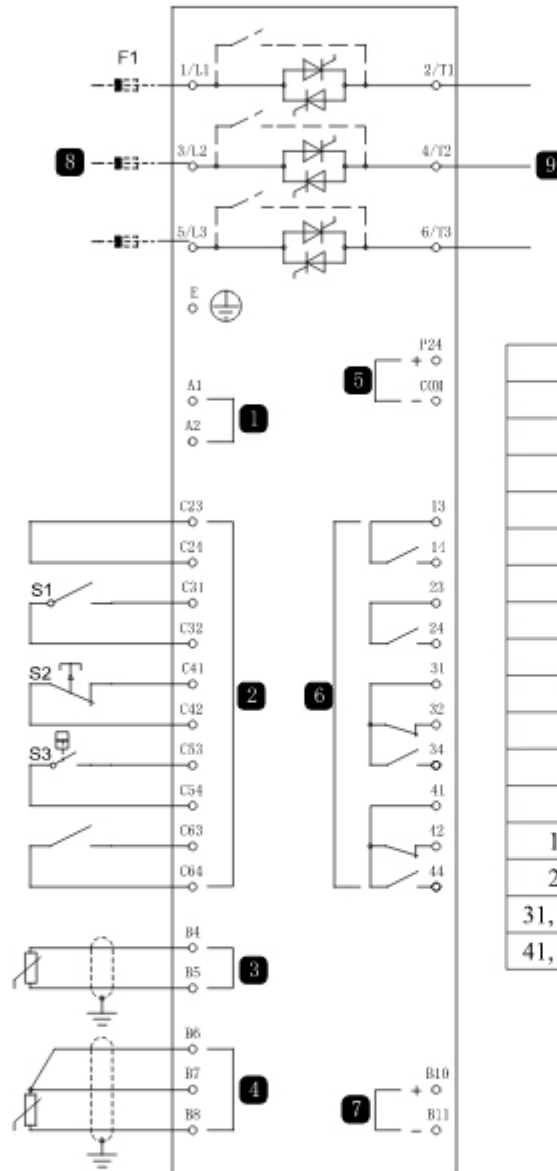 F1
1/L1
2/T1
8
3/L2
4/T2
9
5/L3
6/T3
E
P24
5
+
COM
-
A1
1
A2
C23
13
C24
14
S1
C31
23
C32
24
S2
C41
31
2
6
C42
32
S3
C53
34
C54
41
C63
42
C64
44
1
2
31,
41,
B4
3
B5
B6
B7
4
B10
+
7
B8
B11
-